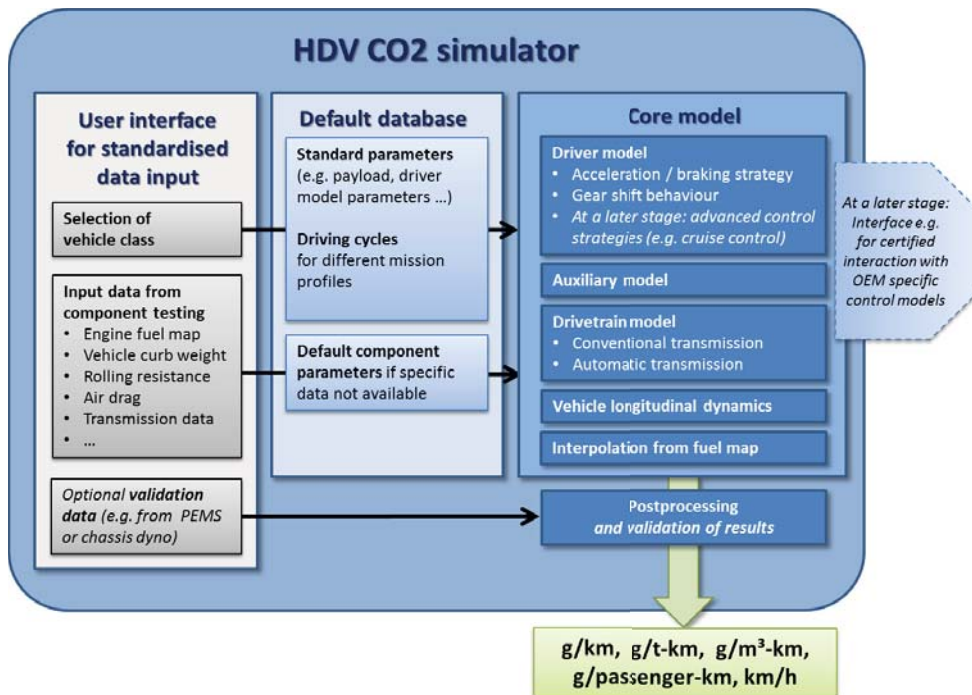 HDV CO2 simulator
User interface
for standardised
data input
Selection of
vehicle class
Input data from
component testing
• Engine fuel map
• Vehicle curb weight
• Rolling resistance
• Air drag
• Transmission data
• ...
Optional validation
data (e.g. from PEMS
or chassis dyno)
Default database
Standard parameters
(e.g. payload, driver
model parameters ...)
Driving cycles
for different mission
profiles
Default component
parameters if specific
data not available
Core model
Driver model
• Acceleration / braking strategy
• Gear shift behaviour
• At a later stage: advanced control
strategies (e.g. cruise control)
Auxiliary model
Drivetrain model
• Conventional transmission
• Automatic transmission
Vehicle longitudinal dynamics
Interpolation from fuel map
Postprocessing
and validation of results
At a later stage:
Interface e.g.
for certified
interaction with
OEM specific
control models
g/km, g/t-km, g/m³-km,
g/passenger-km, km/h